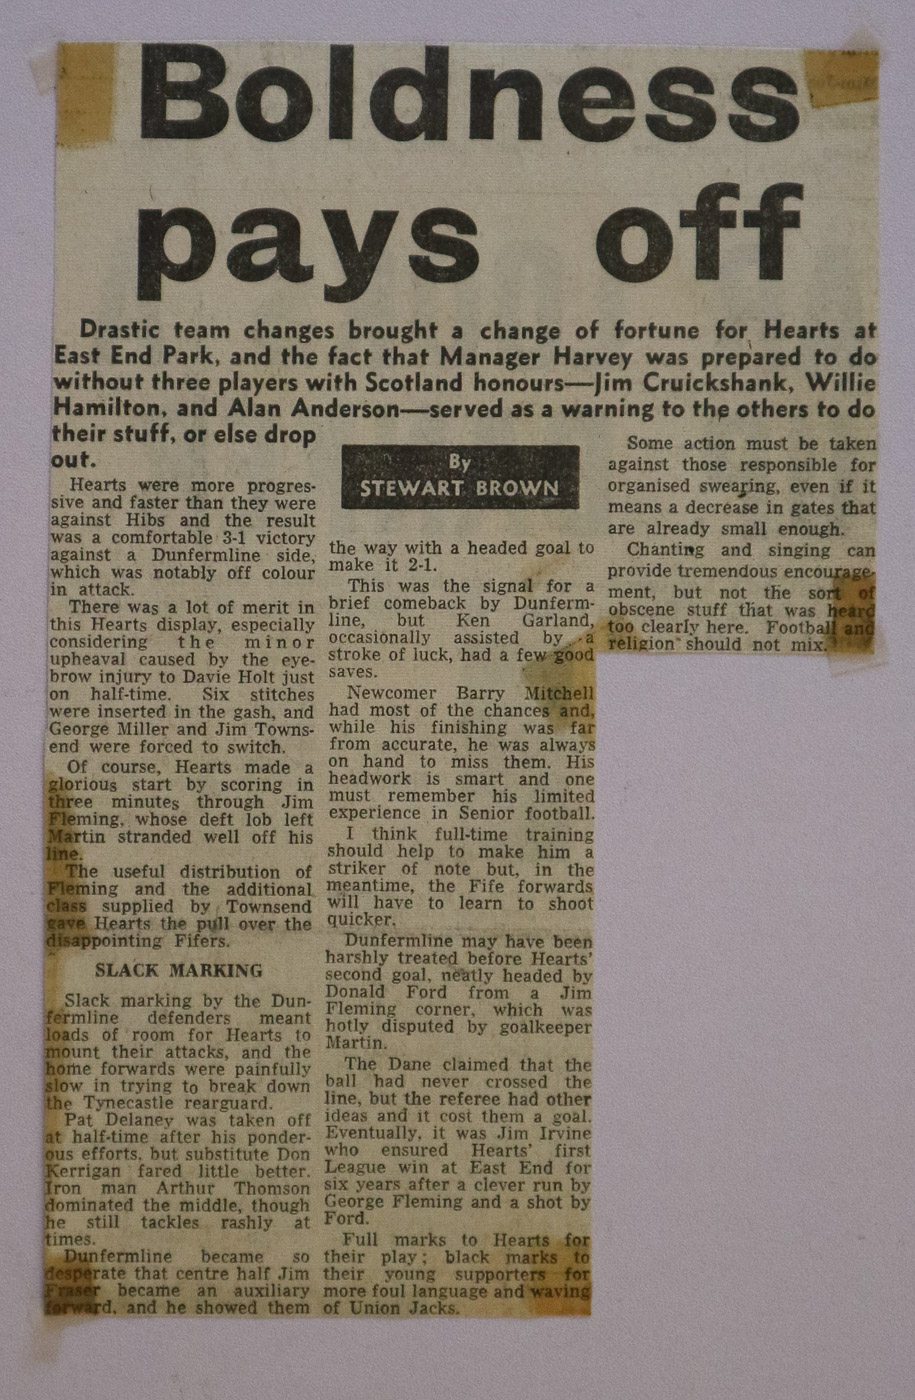 Boldness
pays off
Drastic team changes brought a change of fortune for Hearts at
East End Park, and the fact that Manager Harvey was prepared to do
without three players with Scotland honours—Jim Cruickshank, Willie
Hamilton, and Alan Anderson—served as a warning to the others to do
their stuff, or else drop
out.
Hearts were more progres-
sive and faster than they were
against Hibs and the result
was a comfortable 3-1 victory
against a Dunfermline side,
which was notably off colour
in attack.
There was a lot of merit in
this Hearts display, especially
considering the minor
upheaval caused by the eye-
brow injury to Davie Holt just
on half-time. Six stitches
were inserted in the gash, and
George Miller and Jim Towns-
end were forced to switch.
Of course, Hearts made a
glorious start by scoring in
three minutes through Jim
Fleming, whose deft lob left
Martin stranded well off his
line.
The useful distribution of
Fleming and the additional
class supplied by Townsend
gave Hearts the pull over the
disappointing Fifers.
SLACK MARKING
Slack marking by the Dun-
fermline defenders meant
loads of room for Hearts to
mount their attacks, and the
home forwards were painfully
slow in trying to break down
the Tynecastle rearguard.
Pat Delaney was taken off
at half-time after his ponder-
ous efforts, but substitute Don
Kerrigan fared little better.
Iron man Arthur Thomson
dominated the middle, though
he still tackles rashly at
times.
Dunfermline became so
desperate that centre half Jim
Fraser became an auxiliary
forward, and he showed them
By
STEWART BROWN
the way with a headed goal to
make it 2-1.
This was the signal for a
brief comeback by Dunferm-
line, but Ken Garland,
occasionally assisted by a
stroke of luck, had a few good
saves.
Newcomer Barry Mitchell
had most of the chances and,
while his finishing was far
from accurate, he was always
on hand to miss them. His
headwork is smart and one
must remember his limited
experience in Senior football.
I think full-time training
should help to make him a
striker of note but, in the
meantime, the Fife forwards
will have to learn to shoot
quicker.
Dunfermline may have been
harshly treated before Hearts'
second goal, neatly headed by
Donald Ford from a Jim
Fleming corner, which was
hotly disputed by goalkeeper
Martin.
The Dane claimed that the
ball had never crossed the
line, but the referee had other
ideas and it cost them a goal.
Eventually, it was Jim Irvine
who ensured Hearts' first
League win at East End for
six years after a clever run by
George Fleming and a shot by
Ford.
Full marks to Hearts for
their play; black marks to
their young supporters for
more foul language and waving
of Union Jacks.
Some action must be taken
against those responsible for
organised swearing, even if it
means a decrease in gates that
are already small enough.
Chanting and singing can
provide tremendous encourage-
ment, but not the sort of
obscene stuff that was heard
too clearly here. Football and
religion should not mix.